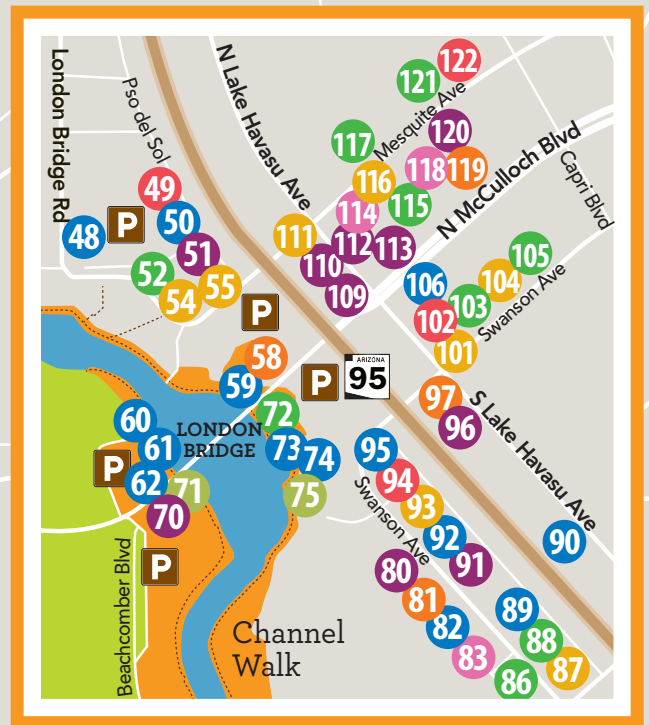 122
121
London Bridge Rd
Pso del Sol
N Lake Havasu Ave
Mesquite Ave
120
117
118
119
N McCulloch Blvd
Capri Blvd
116
49
P
50
48
114
115
111
112
113
51
110
52
55
54
109
105
106
104
103
Swanson Ave
102
101
P
58
59
P
ARIZONA
95
72
97
96
S Lake Havasu Ave
60
LONDON
BRIDGE
61
73
74
95
P
62
71
75
94
70
93
Swanson Ave
92
90
91
P
80
Beachcomber Blvd
81
89
82
88
Channel
Walk
83
87
86